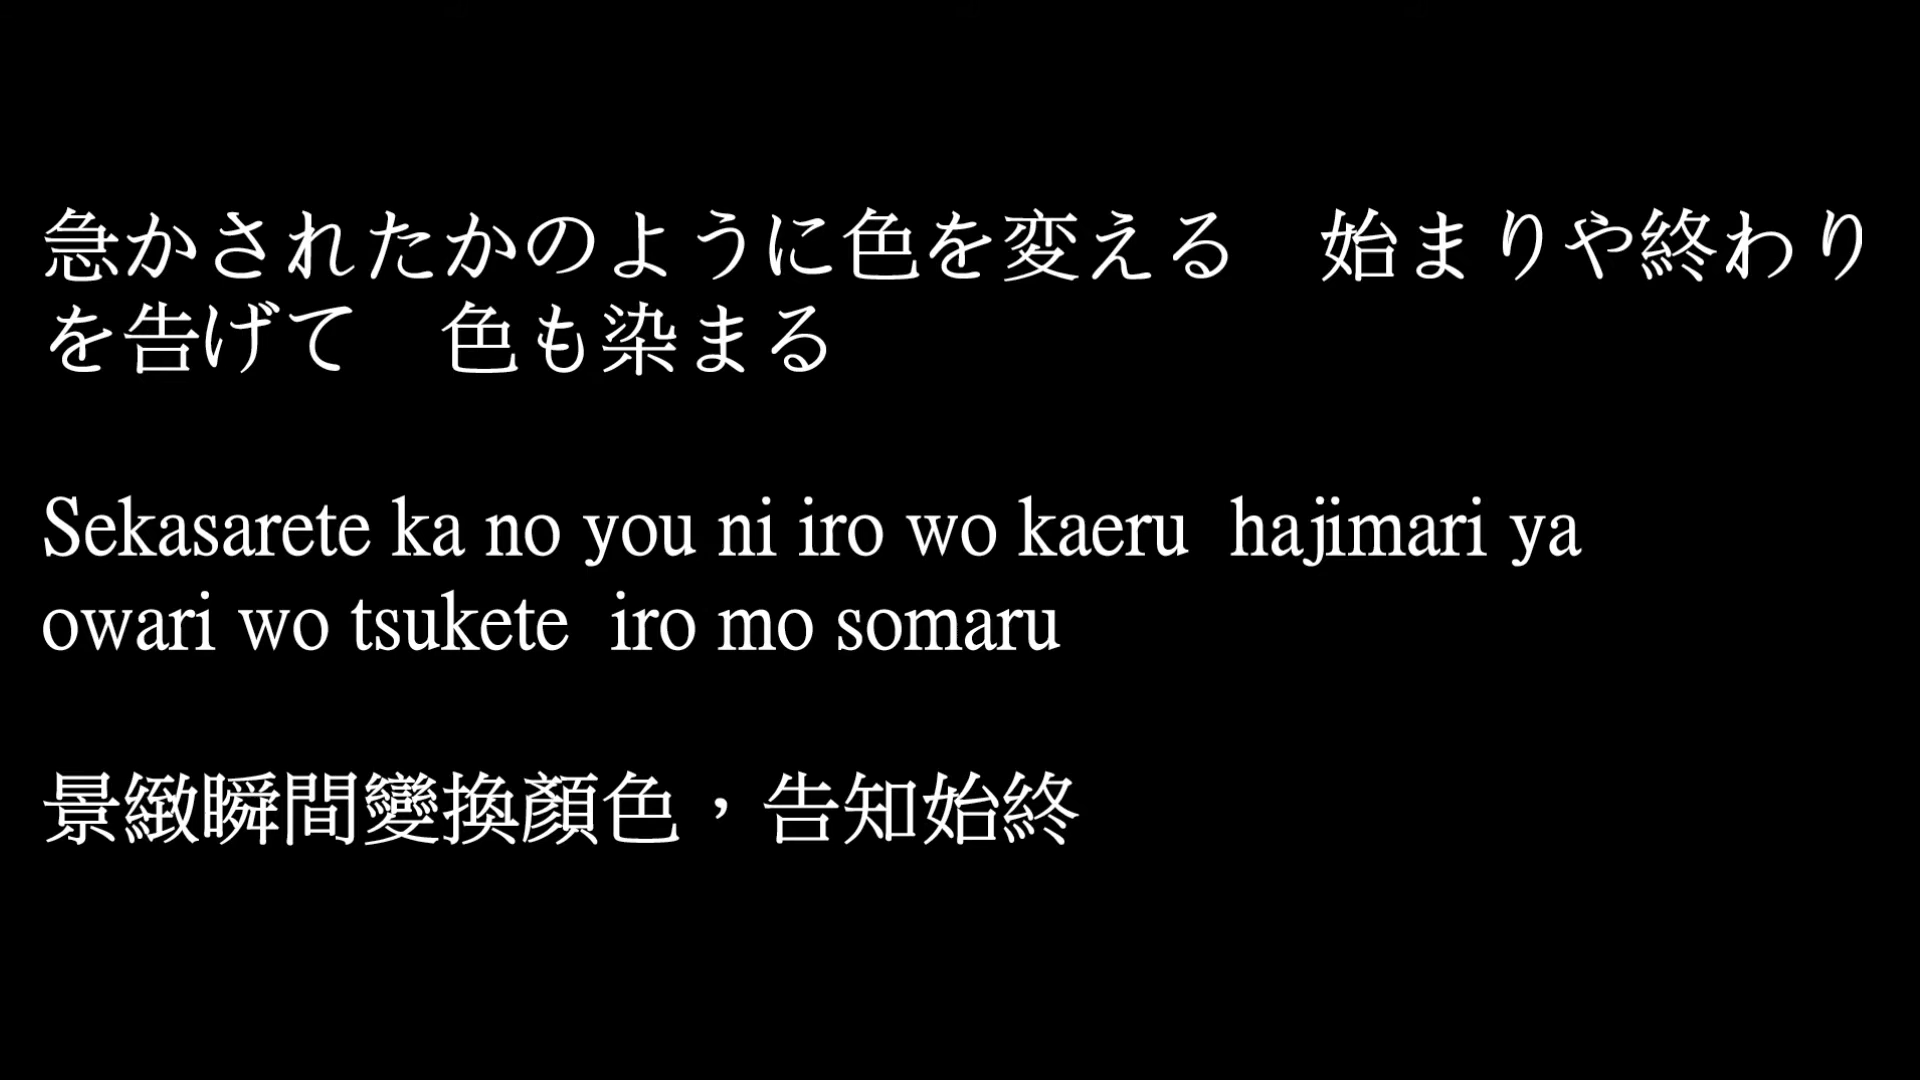 急かされたかのように色を変える　始まりや終わり
を告げて　色も染まる
Sekasarete ka no you ni iro wo kaeru  hajimari ya
owari wo tsukete  iro mo somaru
景緻瞬間變換顏色，告知始終